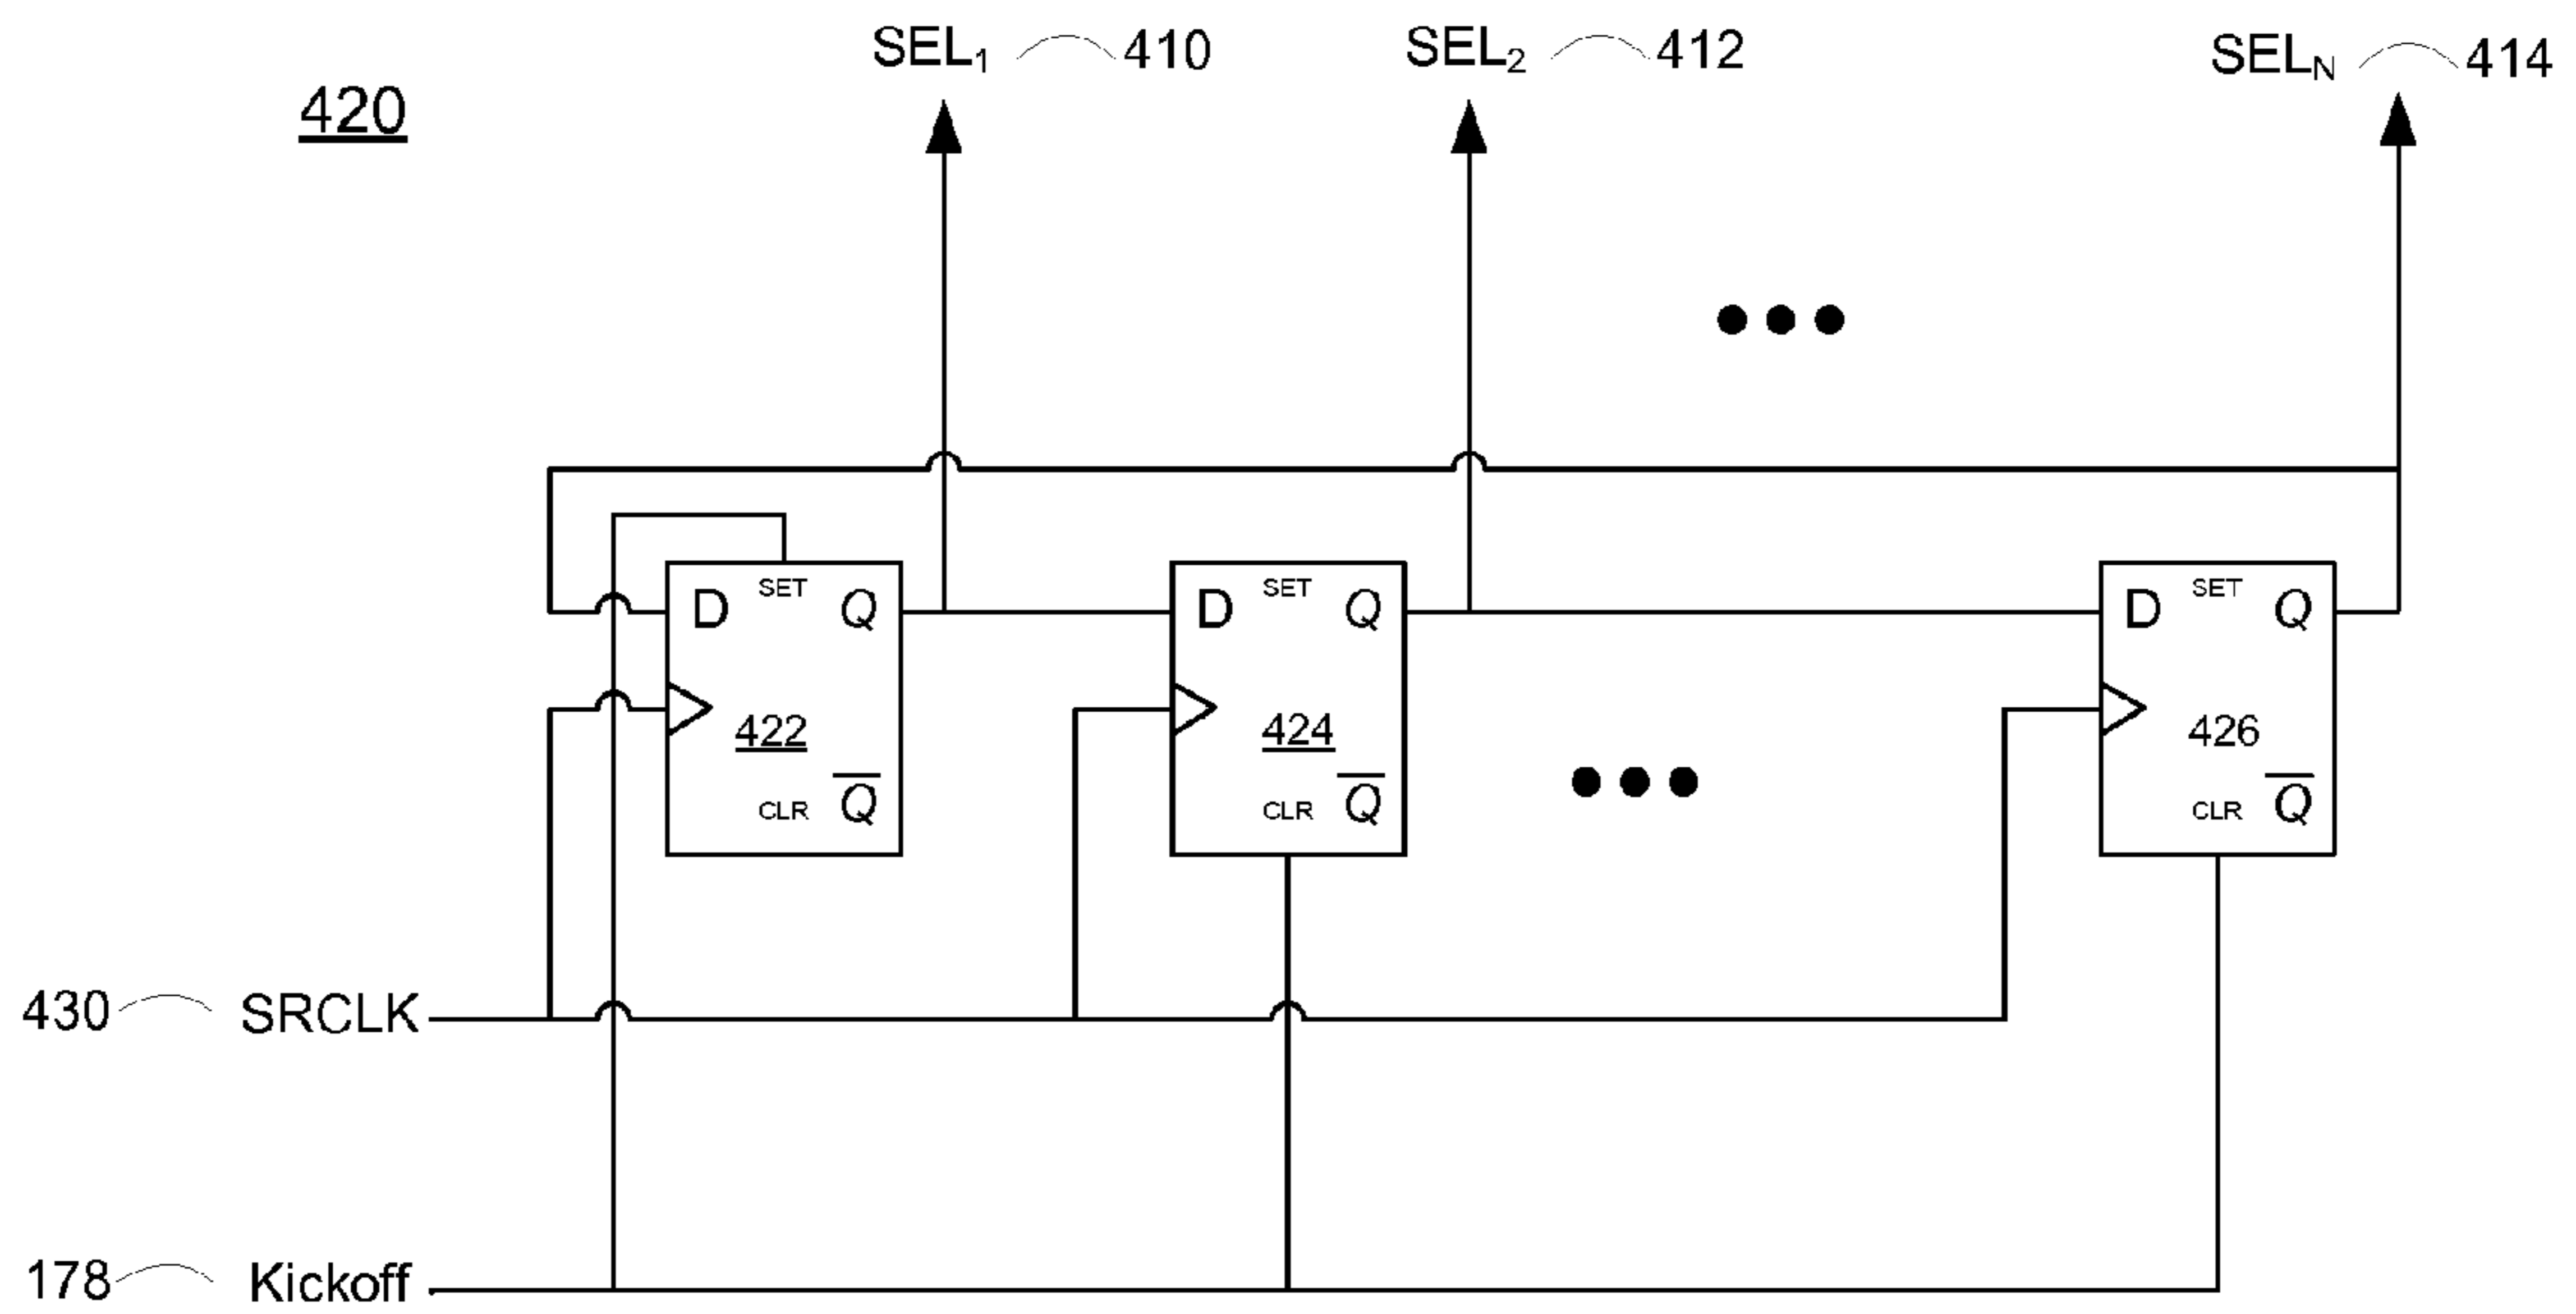 SEL₁ 410
SEL₂ 412
SELN 414
420
D SET Q
422
CLR Q̅
D SET Q
424
CLR Q̅
D SET Q
426
CLR Q̅
430 SRCLK
178 Kickoff